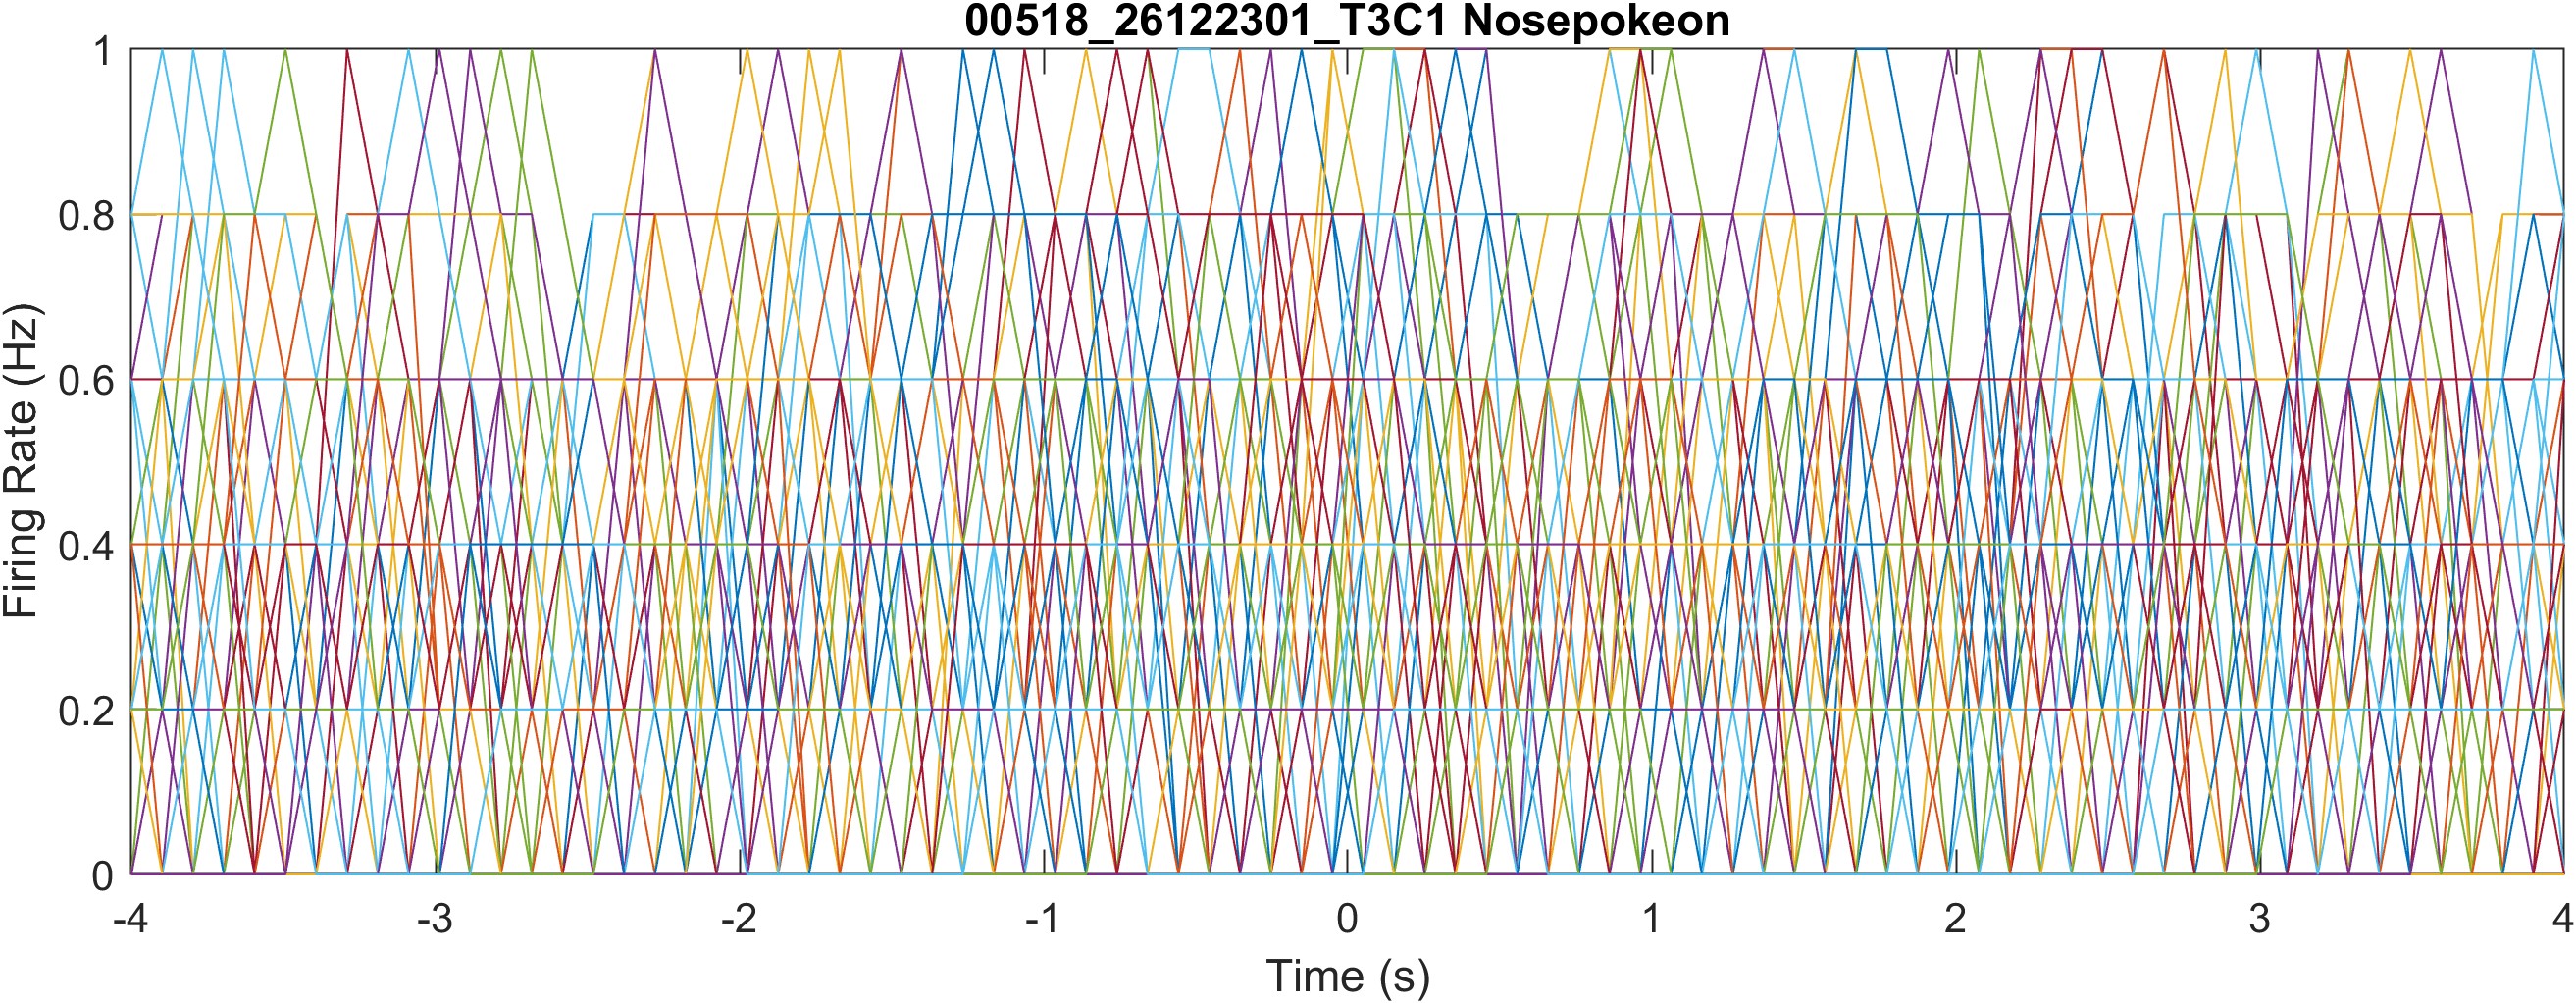 00518_26122301_T3C1 Nosepokeon
1
0.8
0.6
0.4
0.2
0
Firing Rate (Hz)
-4 -3 -2 -1 0 1 2 3 4
Time (s)